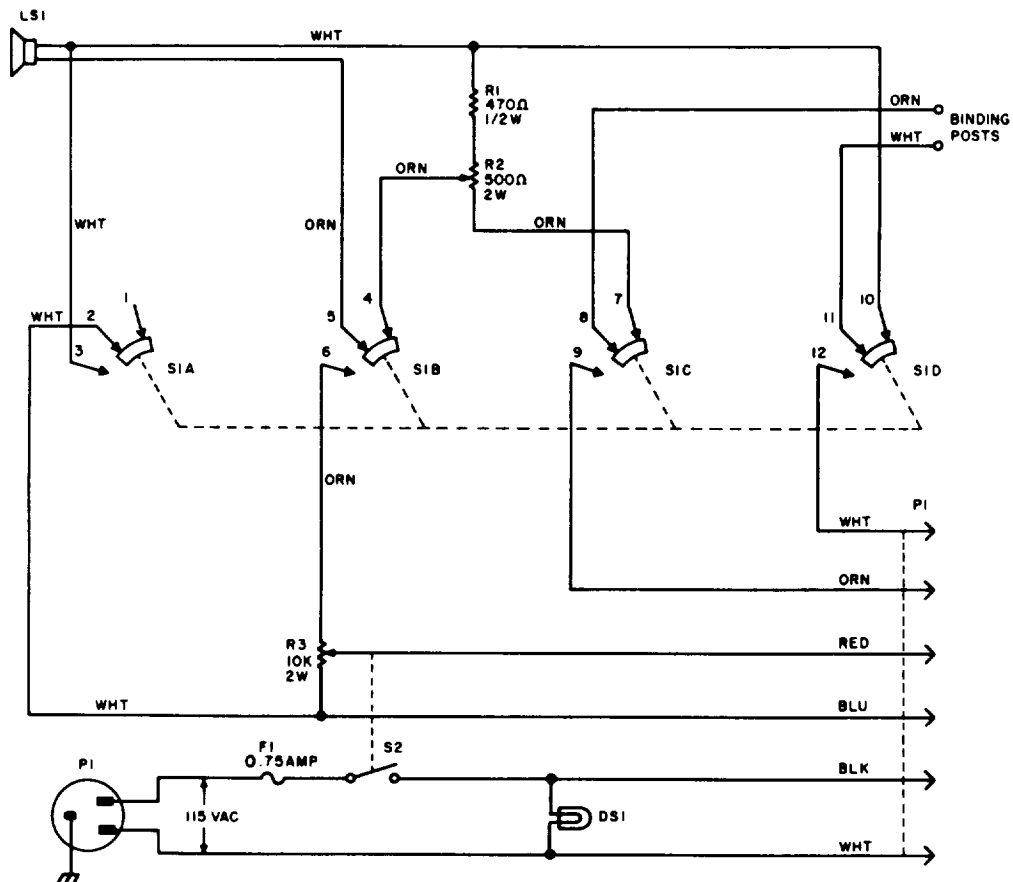 LS1
WHT
R1
470Ω
1/2W
ORN
BINDING
POSTS
WHT
ORN
R2
500Ω
2W
WHT
ORN
ORN
1
4
7
10
WHT 2
5
8
11
3
6
9
12
S1A
S1B
S1C
S1D
ORN
P1
WHT
ORN
R3
10K
2W
RED
WHT
BLU
F1
0.75AMP
S2
P1
BLK
115 VAC
DS1
WHT